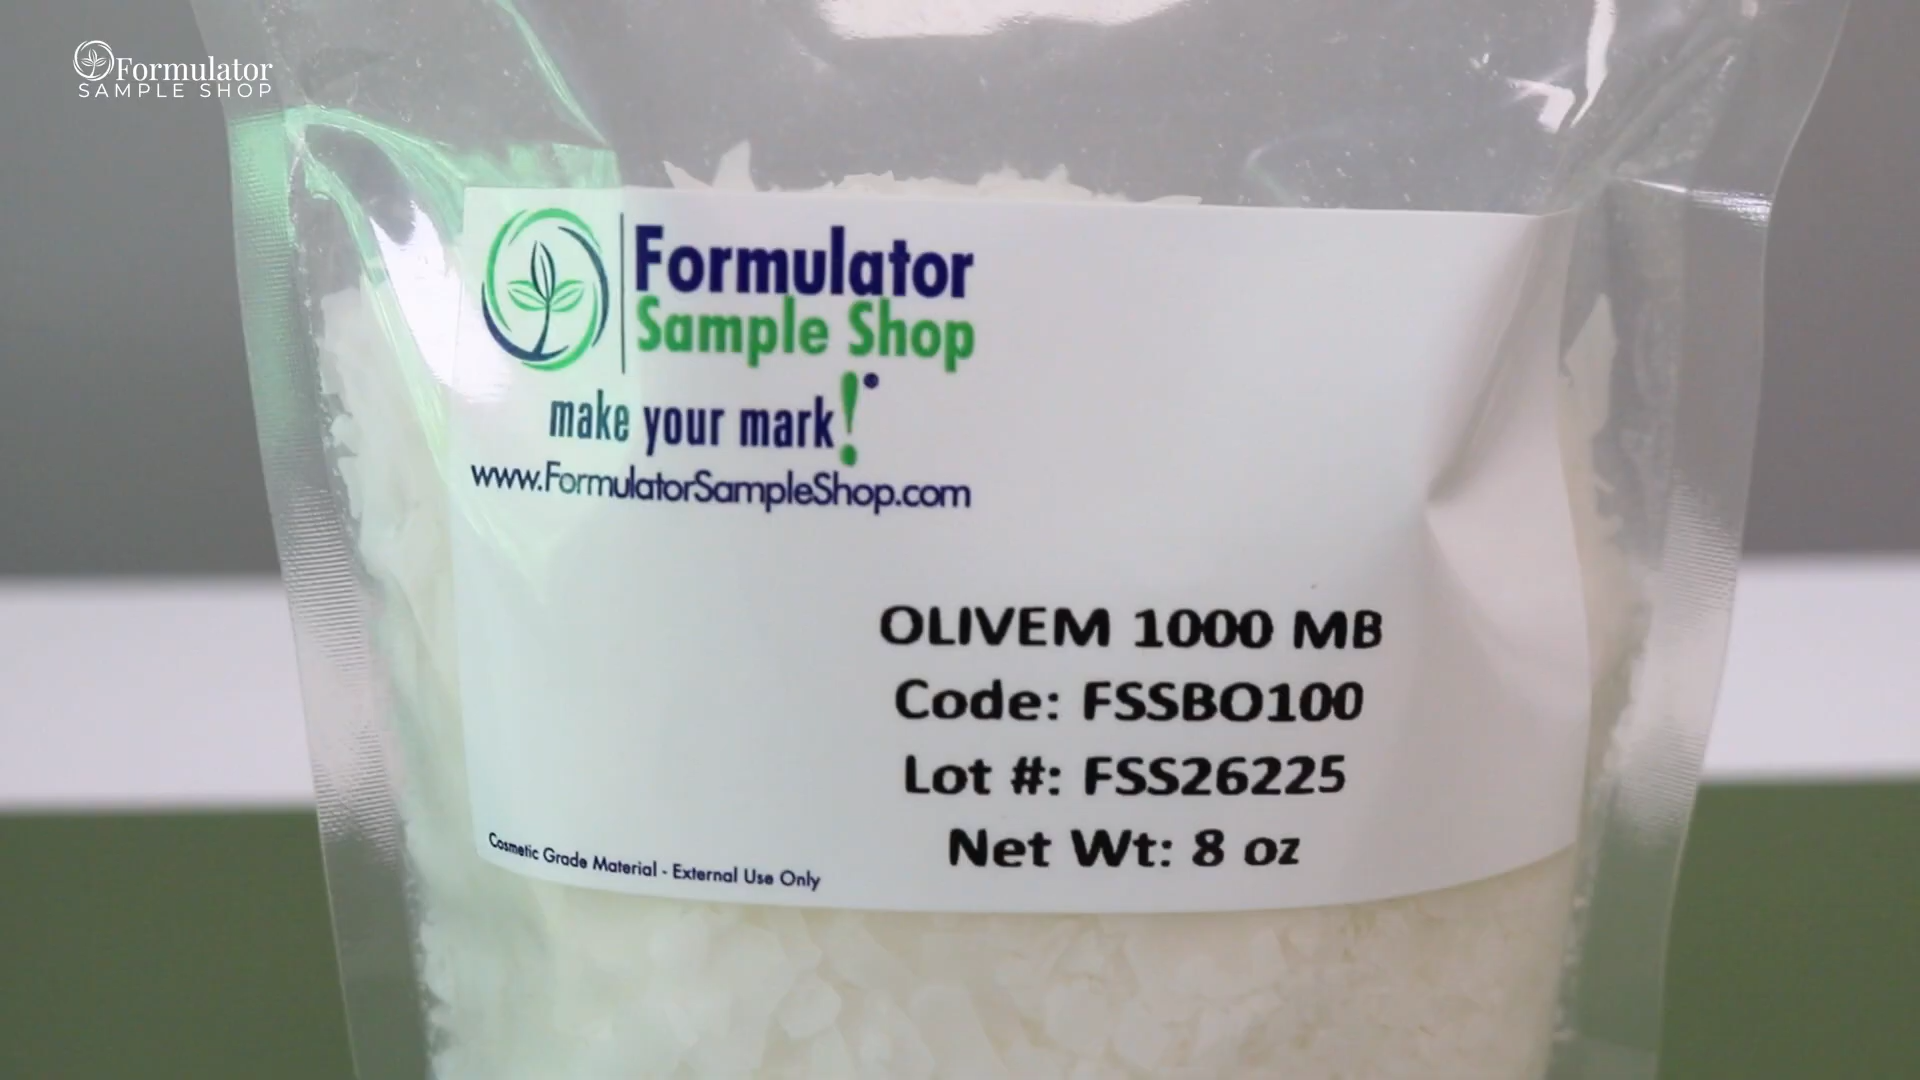 Formulator
SAMPLE SHOP
Formulator
Sample Shop
make your mark!
www.FormulatorSampleShop.com
OLIVEM 1000 MB
Code: FSSBO100
Lot #: FSS26225
Net Wt: 8 oz
Cosmetic Grade Material - External Use Only